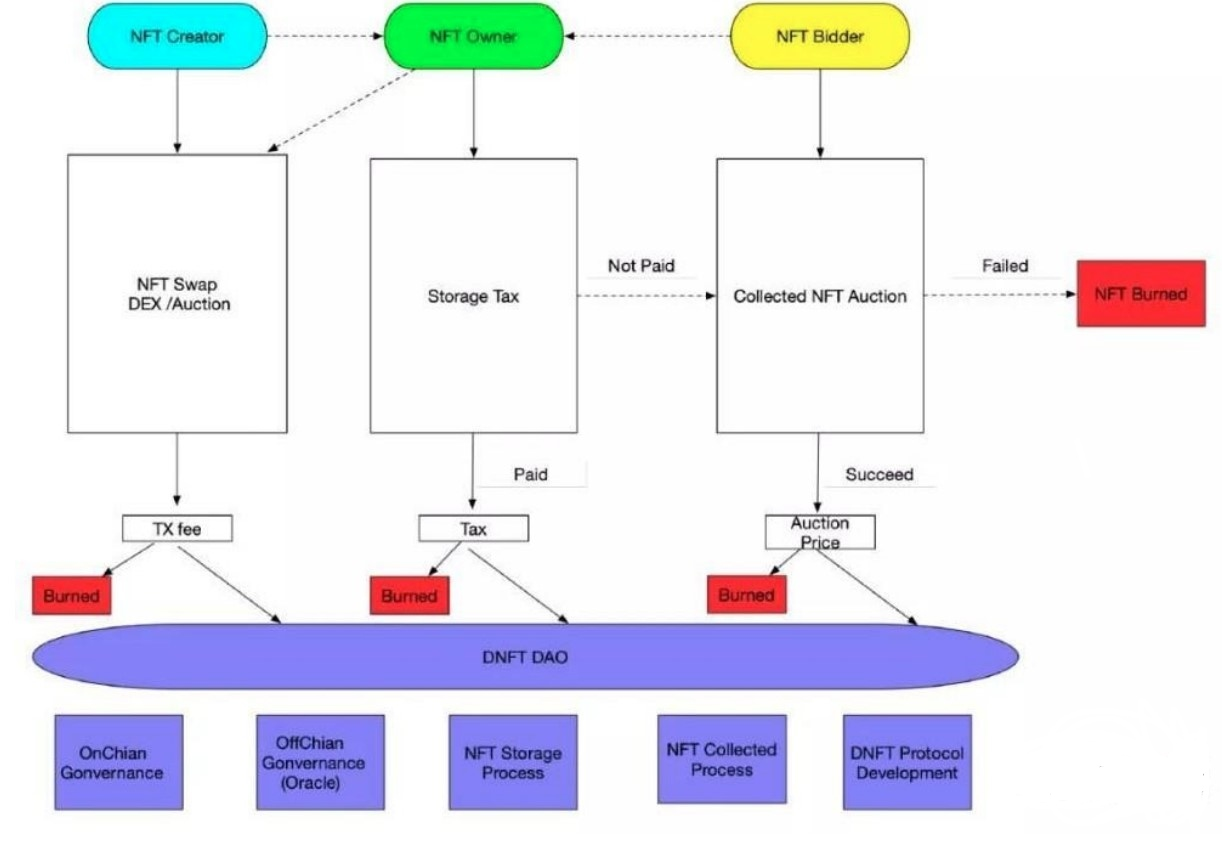 NFT Creator
NFT Owner
NFT Bidder
NFT Swap
DEX /Auction
Storage Tax
Not Paid
Collected NFT Auction
Failed
NFT Burned
Paid
Succeed
TX fee
Tax
Auction
Price
Burned
Burned
Burned
DNFT DAO
OnChian
Gonvernance
OffChian
Gonvernance
(Oracle)
NFT Storage
Process
NFT Collected
Process
DNFT Protocol
Development